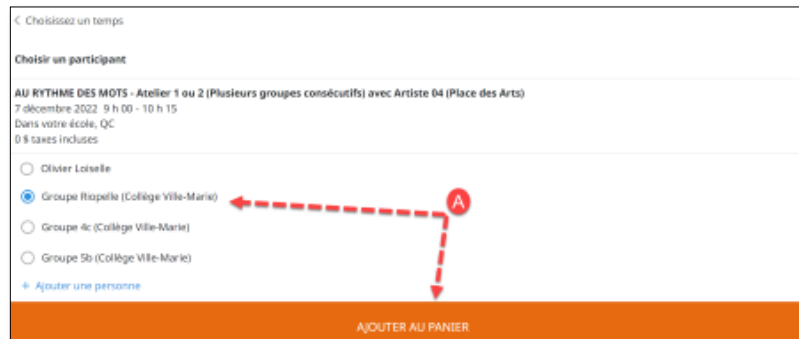 < Choisissez un temps
Choisir un participant
AU RYTHME DES MOTS - Atelier 1 ou 2 (Plusieurs groupes consécutifs) avec Artiste 04 (Place des Arts)
7 décembre 2022 9 h 00 - 10 h 15
Dans votre école, QC
0 $ taxes incluses
Olivier Loiselle
Groupe Riopelle (Collège Ville-Marie)
A
Groupe 4c (Collège Ville-Marie)
Groupe 5b (Collège Ville-Marie)
+ Ajouter une personne
AJOUTER AU PANIER